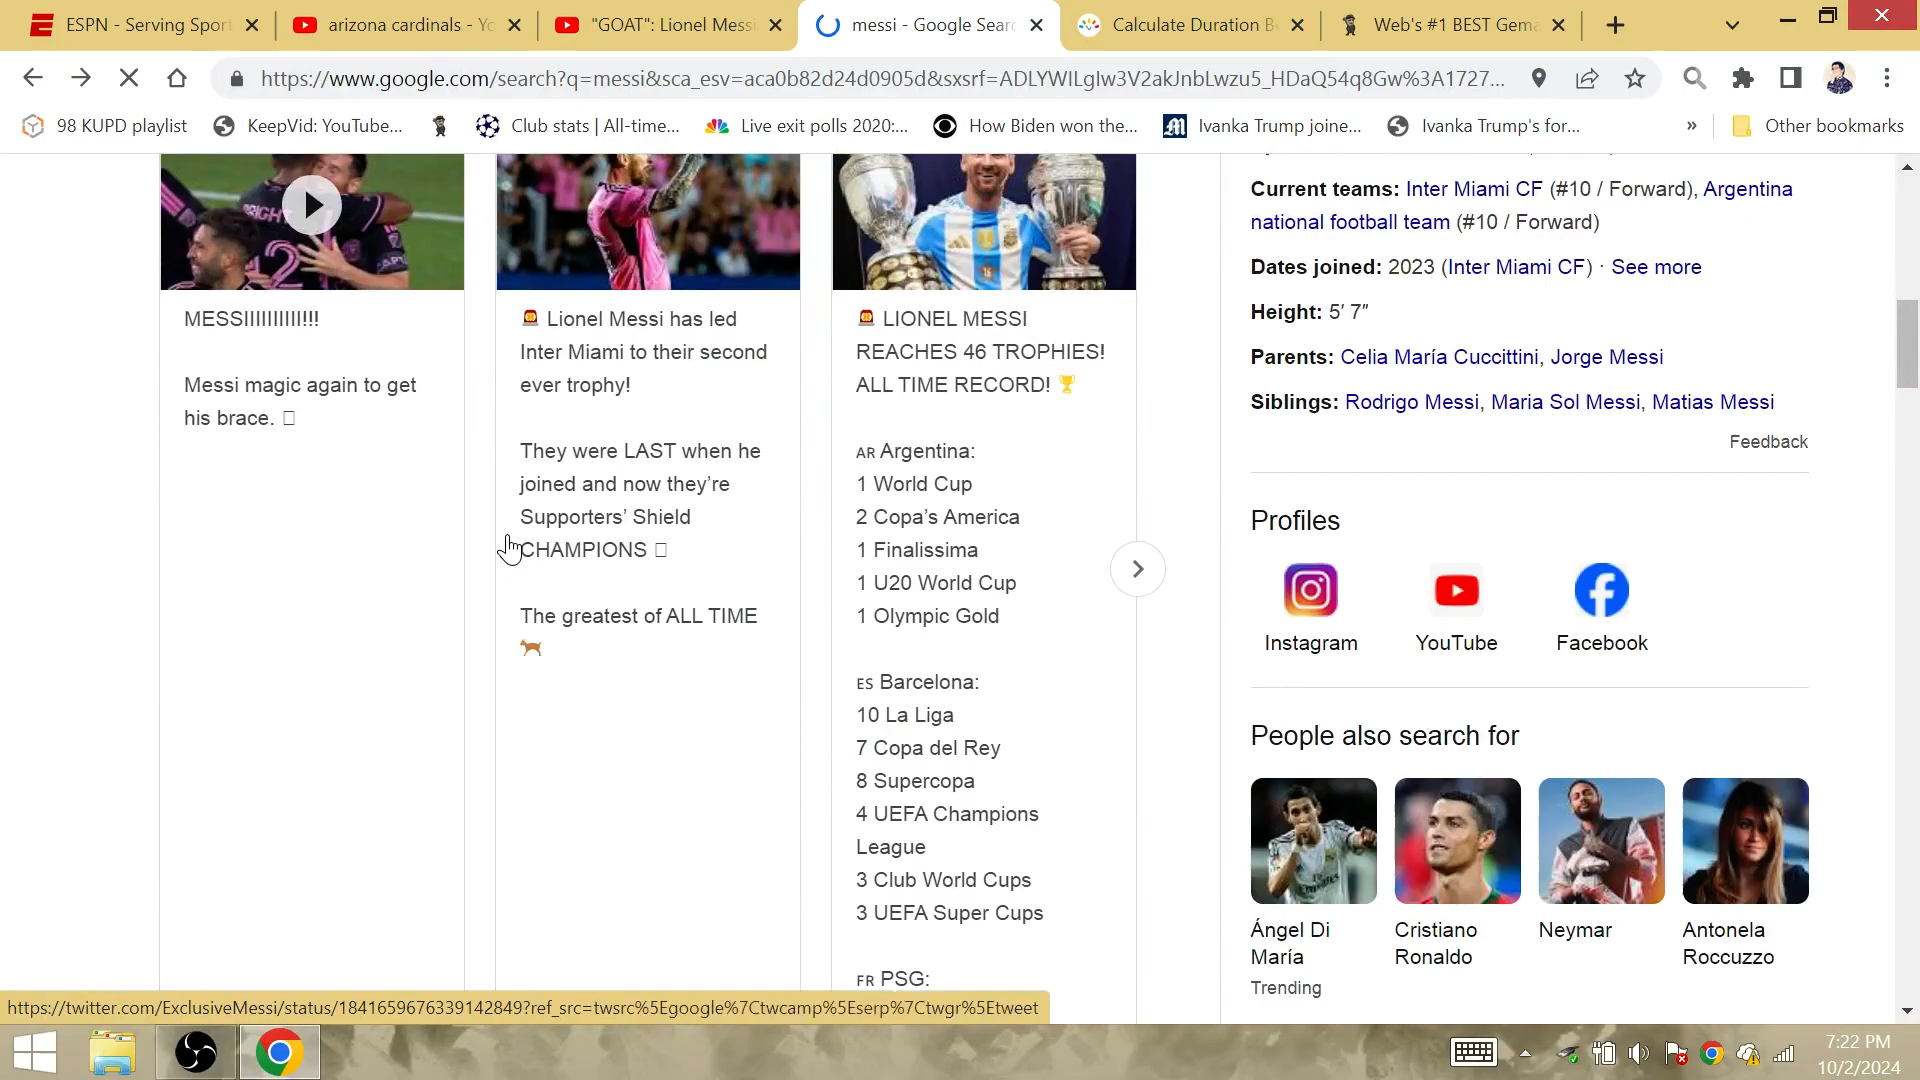 ESPN - Serving Sport
arizona cardinals - Yo
"GOAT": Lionel Messi
messi - Google Search
Calculate Duration B
Web's #1 BEST Gema
https://www.google.com/search?q=messi&sca_esv=aca0b82d24d0905d&sxsrf=ADLYWILgIw3V2akJnbLwzu5_HDaQ54q8Gw%3A1727...
98 KUPD playlist
KeepVid: YouTube...
Club stats | All-time...
Live exit polls 2020:...
How Biden won the...
Ivanka Trump joine...
Ivanka Trump's for...
»
Other bookmarks
MESSIIIIIIIIII!!!
Messi magic again to get
his brace.
Lionel Messi has led
Inter Miami to their second
ever trophy!
They were LAST when he
joined and now they’re
Supporters’ Shield
CHAMPIONS
The greatest of ALL TIME
LIONEL MESSI
REACHES 46 TROPHIES!
ALL TIME RECORD! 🏆
AR Argentina:
1 World Cup
2 Copa’s America
1 Finalissima
1 U20 World Cup
1 Olympic Gold
ES Barcelona:
10 La Liga
7 Copa del Rey
8 Supercopa
4 UEFA Champions
League
3 Club World Cups
3 UEFA Super Cups
FR PSG:
Current teams: Inter Miami CF (#10 / Forward), Argentina
national football team (#10 / Forward)
Dates joined: 2023 (Inter Miami CF) · See more
Height: 5′ 7″
Parents: Celia María Cuccittini, Jorge Messi
Siblings: Rodrigo Messi, Maria Sol Messi, Matias Messi
Feedback
Profiles
Instagram
YouTube
Facebook
People also search for
Ángel Di
María
Trending
Cristiano
Ronaldo
Neymar
Antonela
Roccuzzo
https://twitter.com/ExclusiveMessi/status/1841659676339142849?ref_src=twsrc%5Egoogle%7Ctwcamp%5Eserp%7Ctwgr%5Etweet
7:22 PM
10/2/2024